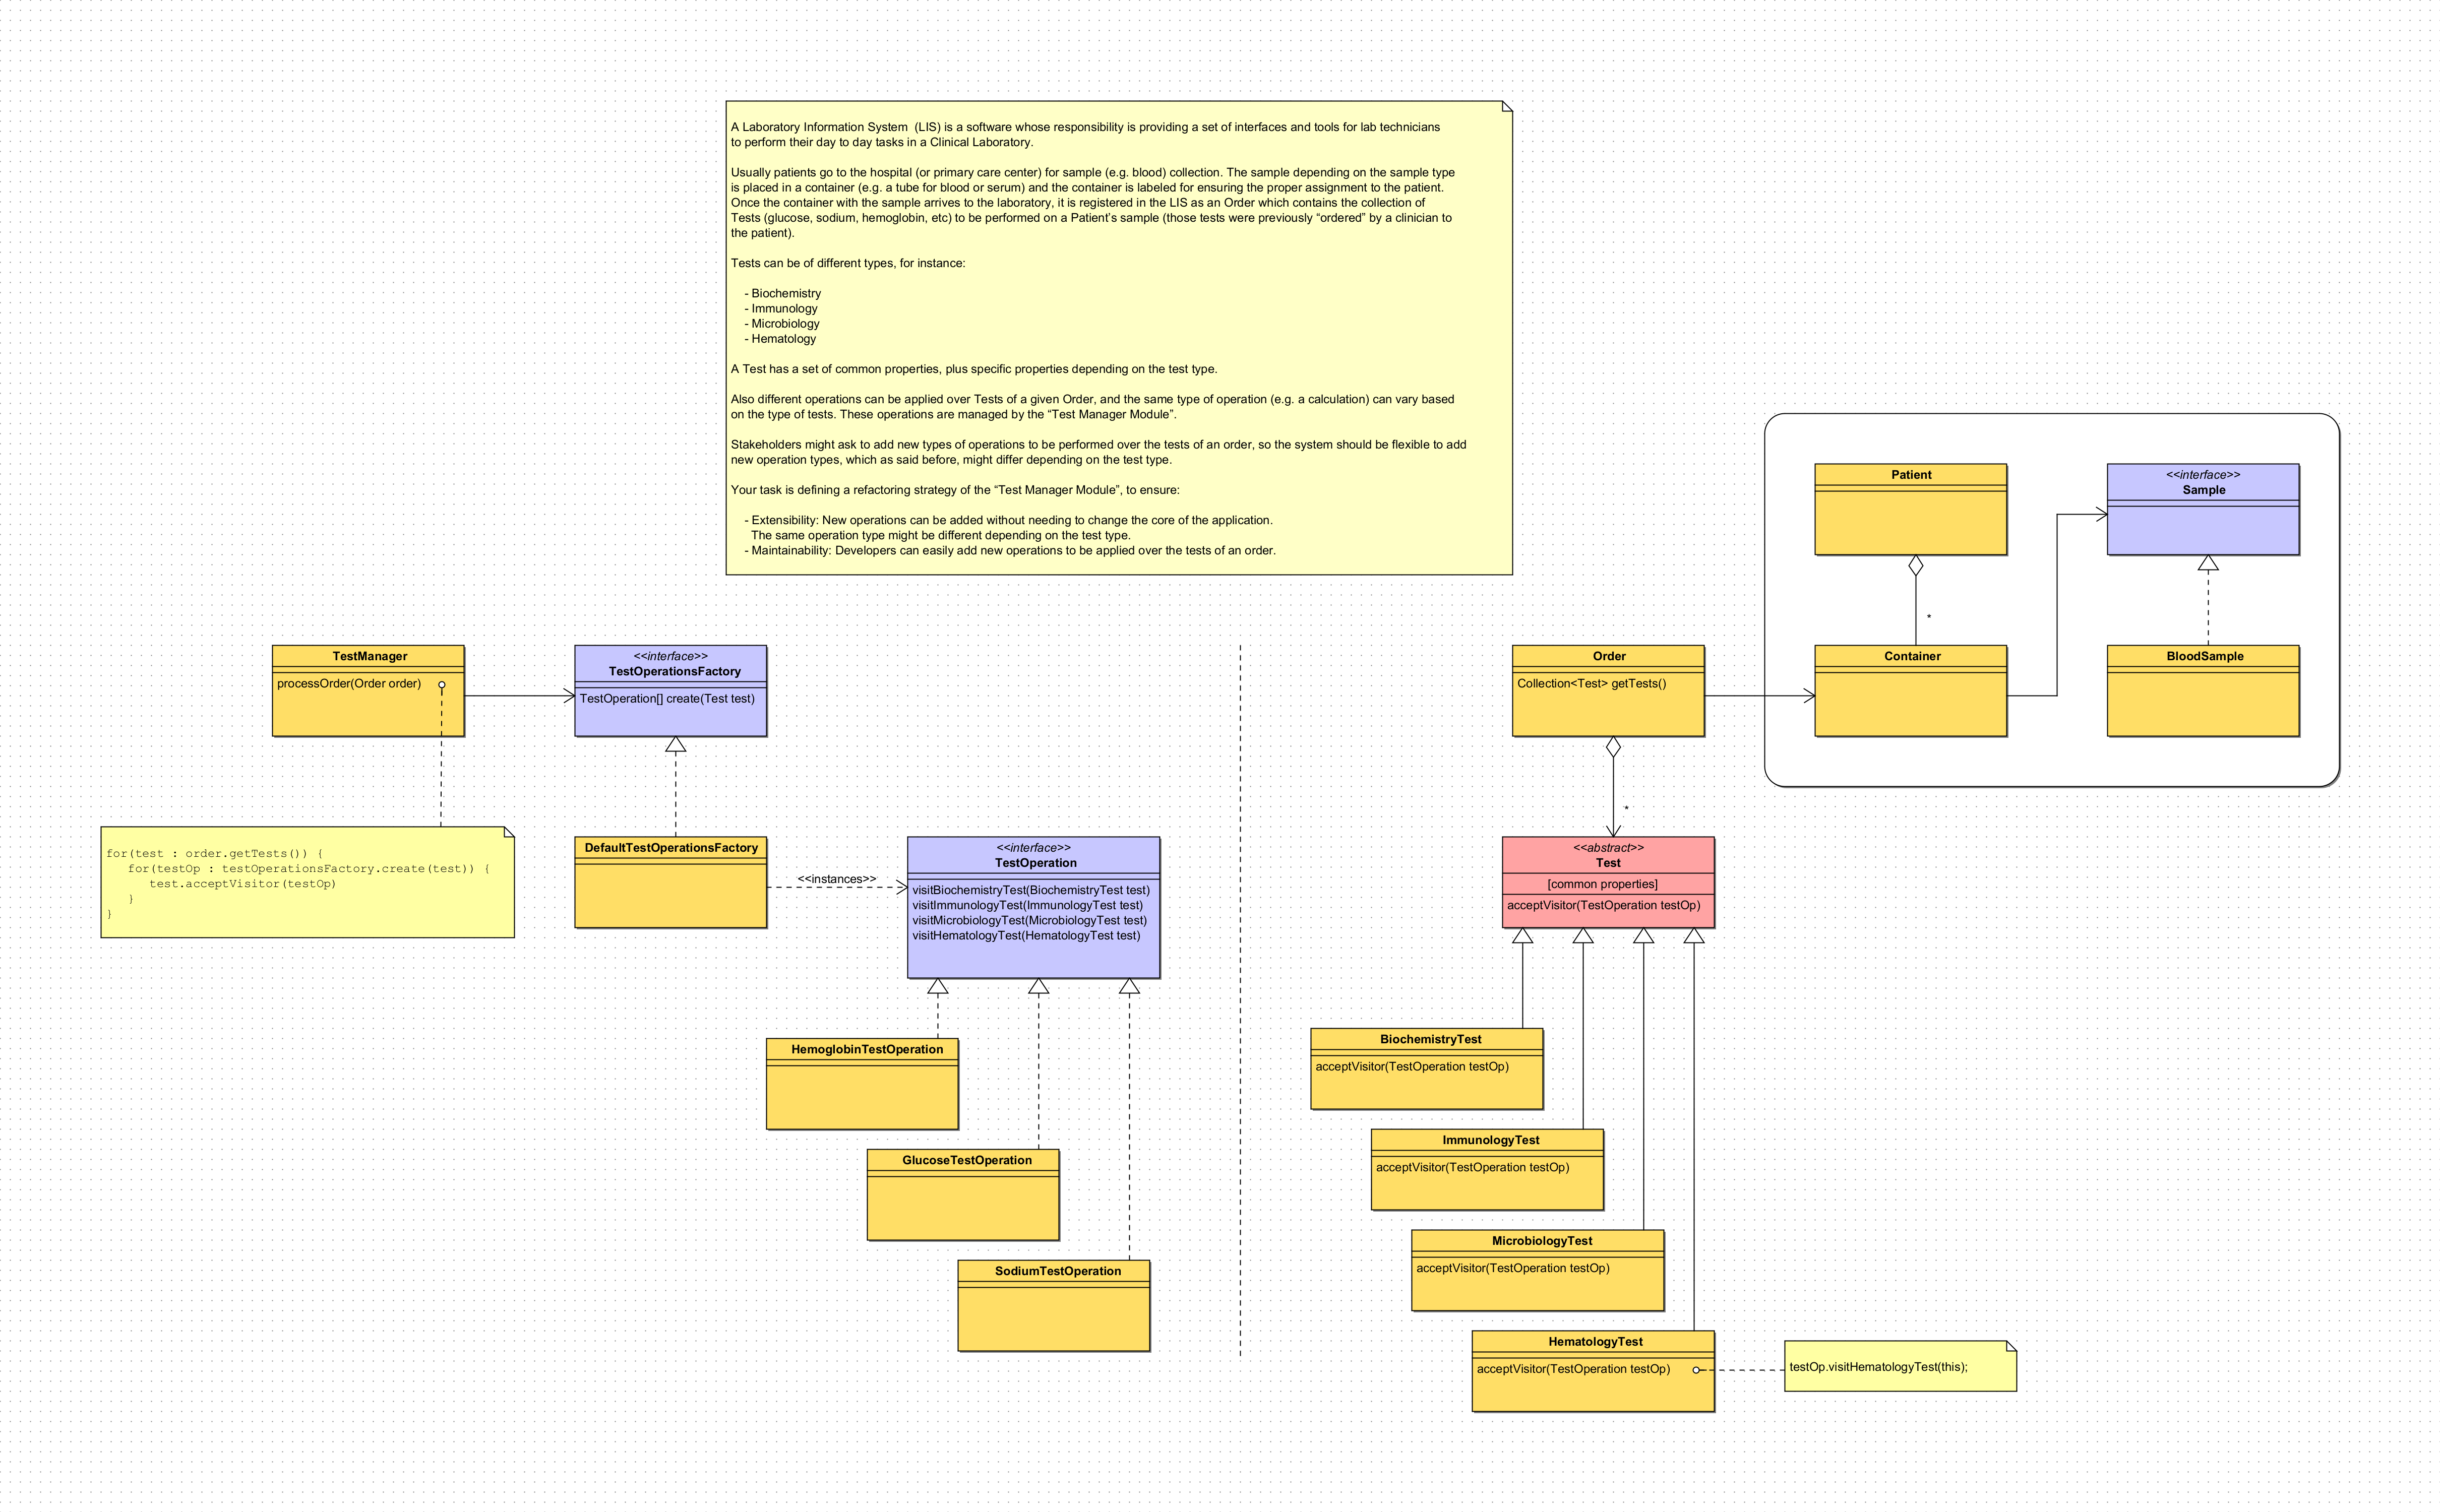 A Laboratory Information System  (LIS) is a software whose responsibility is providing a set of interfaces and tools for lab technicians
to perform their day to day tasks in a Clinical Laboratory.
Usually patients go to the hospital (or primary care center) for sample (e.g. blood) collection. The sample depending on the sample type
is placed in a container (e.g. a tube for blood or serum) and the container is labeled for ensuring the proper assignment to the patient.
Once the container with the sample arrives to the laboratory, it is registered in the LIS as an Order which contains the collection of
Tests (glucose, sodium, hemoglobin, etc) to be performed on a Patient's sample (those tests were previously “ordered” by a clinician to
the patient).
Tests can be of different types, for instance:
- Biochemistry
- Immunology
- Microbiology
- Hematology
A Test has a set of common properties, plus specific properties depending on the test type.
Also different operations can be applied over Tests of a given Order, and the same type of operation (e.g. a calculation) can vary based
on the type of tests. These operations are managed by the “Test Manager Module”.
Stakeholders might ask to add new types of operations to be performed over the tests of an order, so the system should be flexible to add
new operation types, which as said before, might differ depending on the test type.
Your task is defining a refactoring strategy of the “Test Manager Module”, to ensure:
- Extensibility: New operations can be added without needing to change the core of the application.
The same operation type might be different depending on the test type.
- Maintainability: Developers can easily add new operations to be applied over the tests of an order.
Patient
<<interface>>
Sample
*
TestManager
processOrder(Order order)
<<interface>>
TestOperationsFactory
TestOperation[] create(Test test)
Order
Collection<Test> getTests()
Container
BloodSample
*
for(test : order.getTests()) {
for(testOp : testOperationsFactory.create(test)) {
test.acceptVisitor(testOp)
}
}
DefaultTestOperationsFactory
<<instances>>
<<interface>>
TestOperation
visitBiochemistryTest(BiochemistryTest test)
visitImmunologyTest(ImmunologyTest test)
visitMicrobiologyTest(MicrobiologyTest test)
visitHematologyTest(HematologyTest test)
<<abstract>>
Test
[common properties]
acceptVisitor(TestOperation testOp)
HemoglobinTestOperation
GlucoseTestOperation
SodiumTestOperation
BiochemistryTest
acceptVisitor(TestOperation testOp)
ImmunologyTest
acceptVisitor(TestOperation testOp)
MicrobiologyTest
acceptVisitor(TestOperation testOp)
HematologyTest
acceptVisitor(TestOperation testOp)
testOp.visitHematologyTest(this);